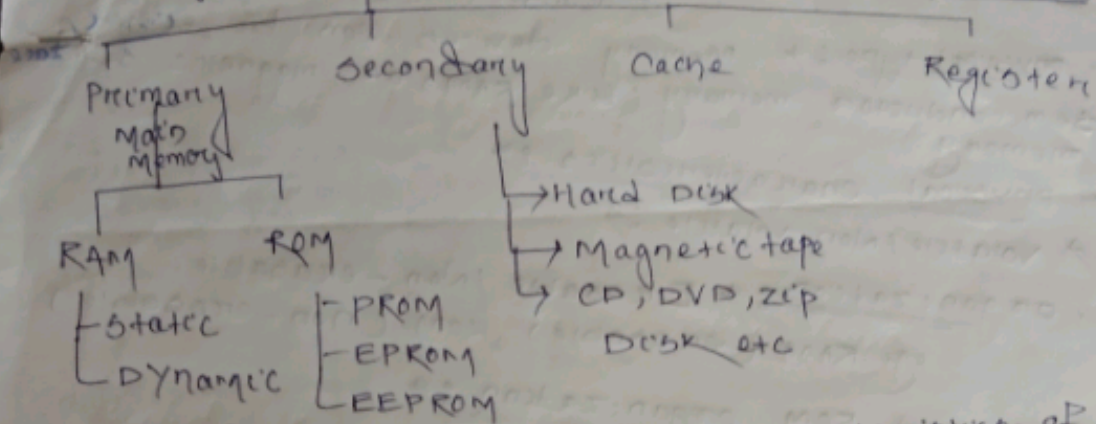 Primary
Main
Memory
Secondary
Cache
Register
RAM
ROM
Static
Dynamic
PROM
EPROM
EEPROM
Hard Disk
Magnetic tape
CD, DVD, zip
Disk etc